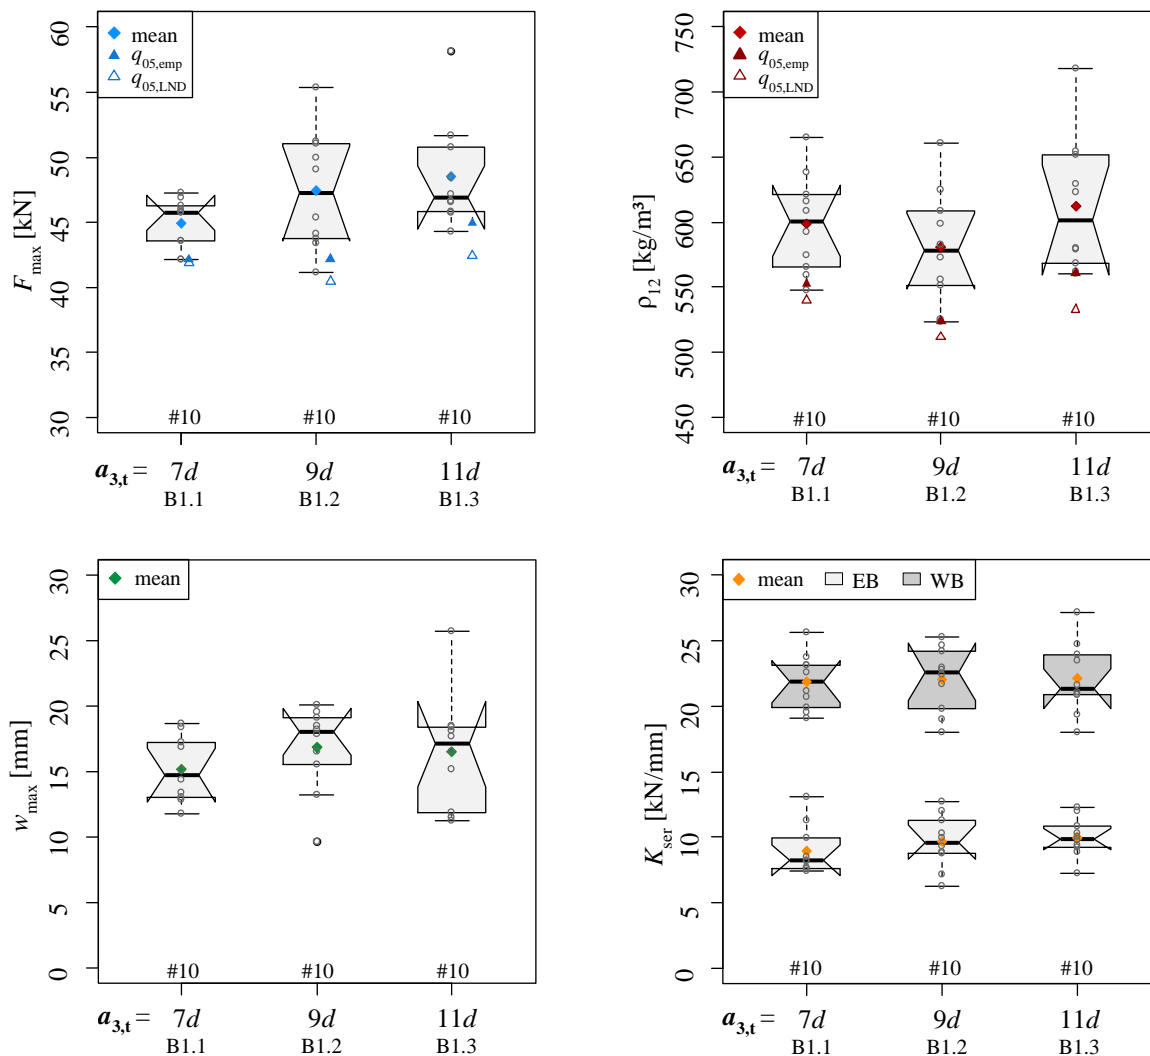 mean
q05,emp
q05,LND
Fmax [kN]
60
55
50
45
40
35
30
#10 #10 #10
a3,t = 7d 9d 11d
B1.1 B1.2 B1.3
mean
q05,emp
q05,LND
ρ12 [kg/m³]
750
700
650
600
550
500
450
#10 #10 #10
a3,t = 7d 9d 11d
B1.1 B1.2 B1.3
mean
wmax [mm]
30
25
20
15
10
5
0
#10 #10 #10
a3,t = 7d 9d 11d
B1.1 B1.2 B1.3
mean EB WB
Kser [kN/mm]
30
25
20
15
10
5
0
#10 #10 #10
a3,t = 7d 9d 11d
B1.1 B1.2 B1.3